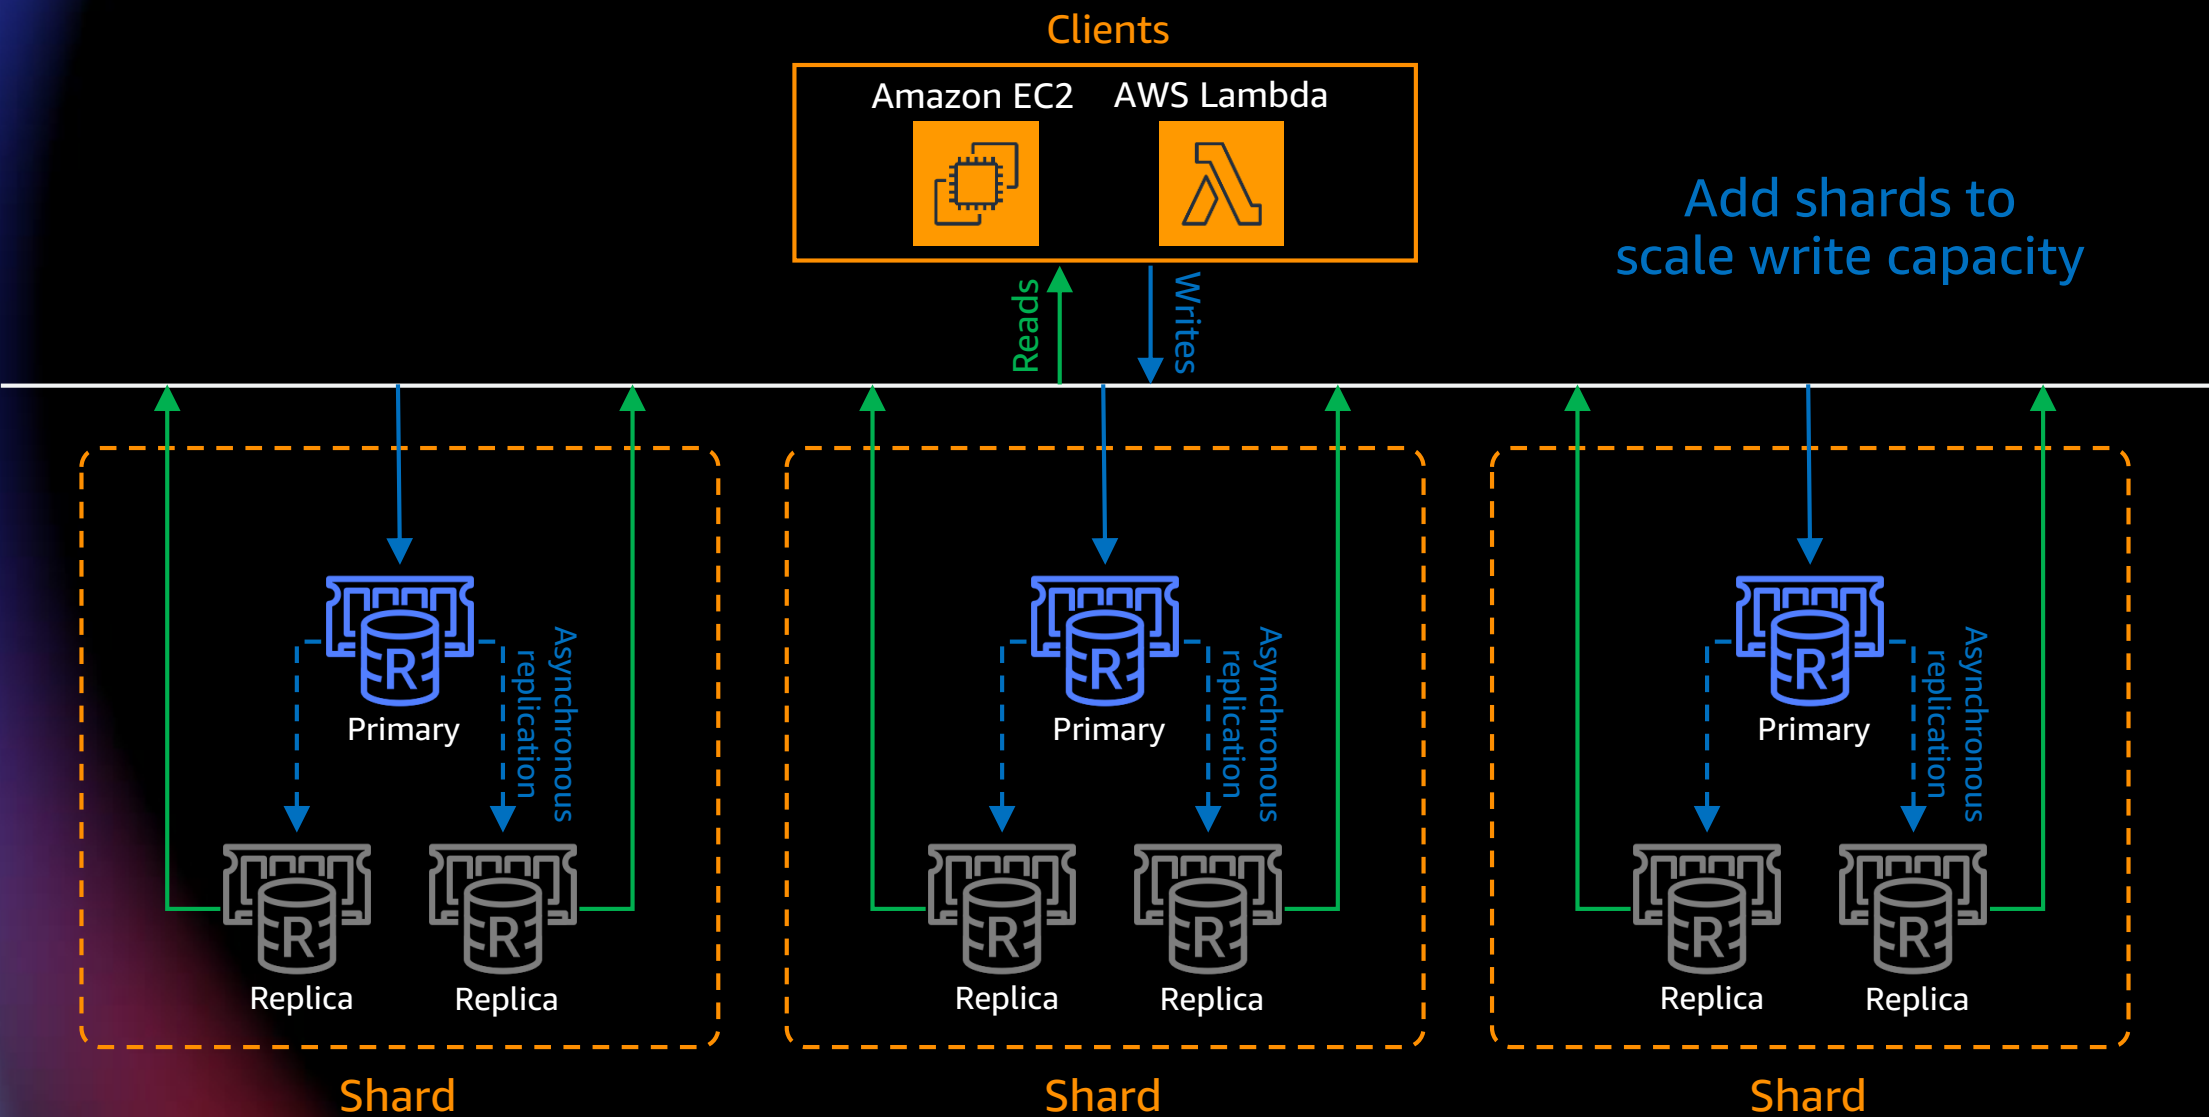 Clients
Amazon EC2
AWS Lambda
Add shards to
scale write capacity
Reads
Writes
Asynchronous
replication
Asynchronous
replication
Asynchronous
replication
R
R
R
Primary
Primary
Primary
R
R
R
R
R
R
Replica
Replica
Replica
Replica
Replica
Replica
Shard
Shard
Shard